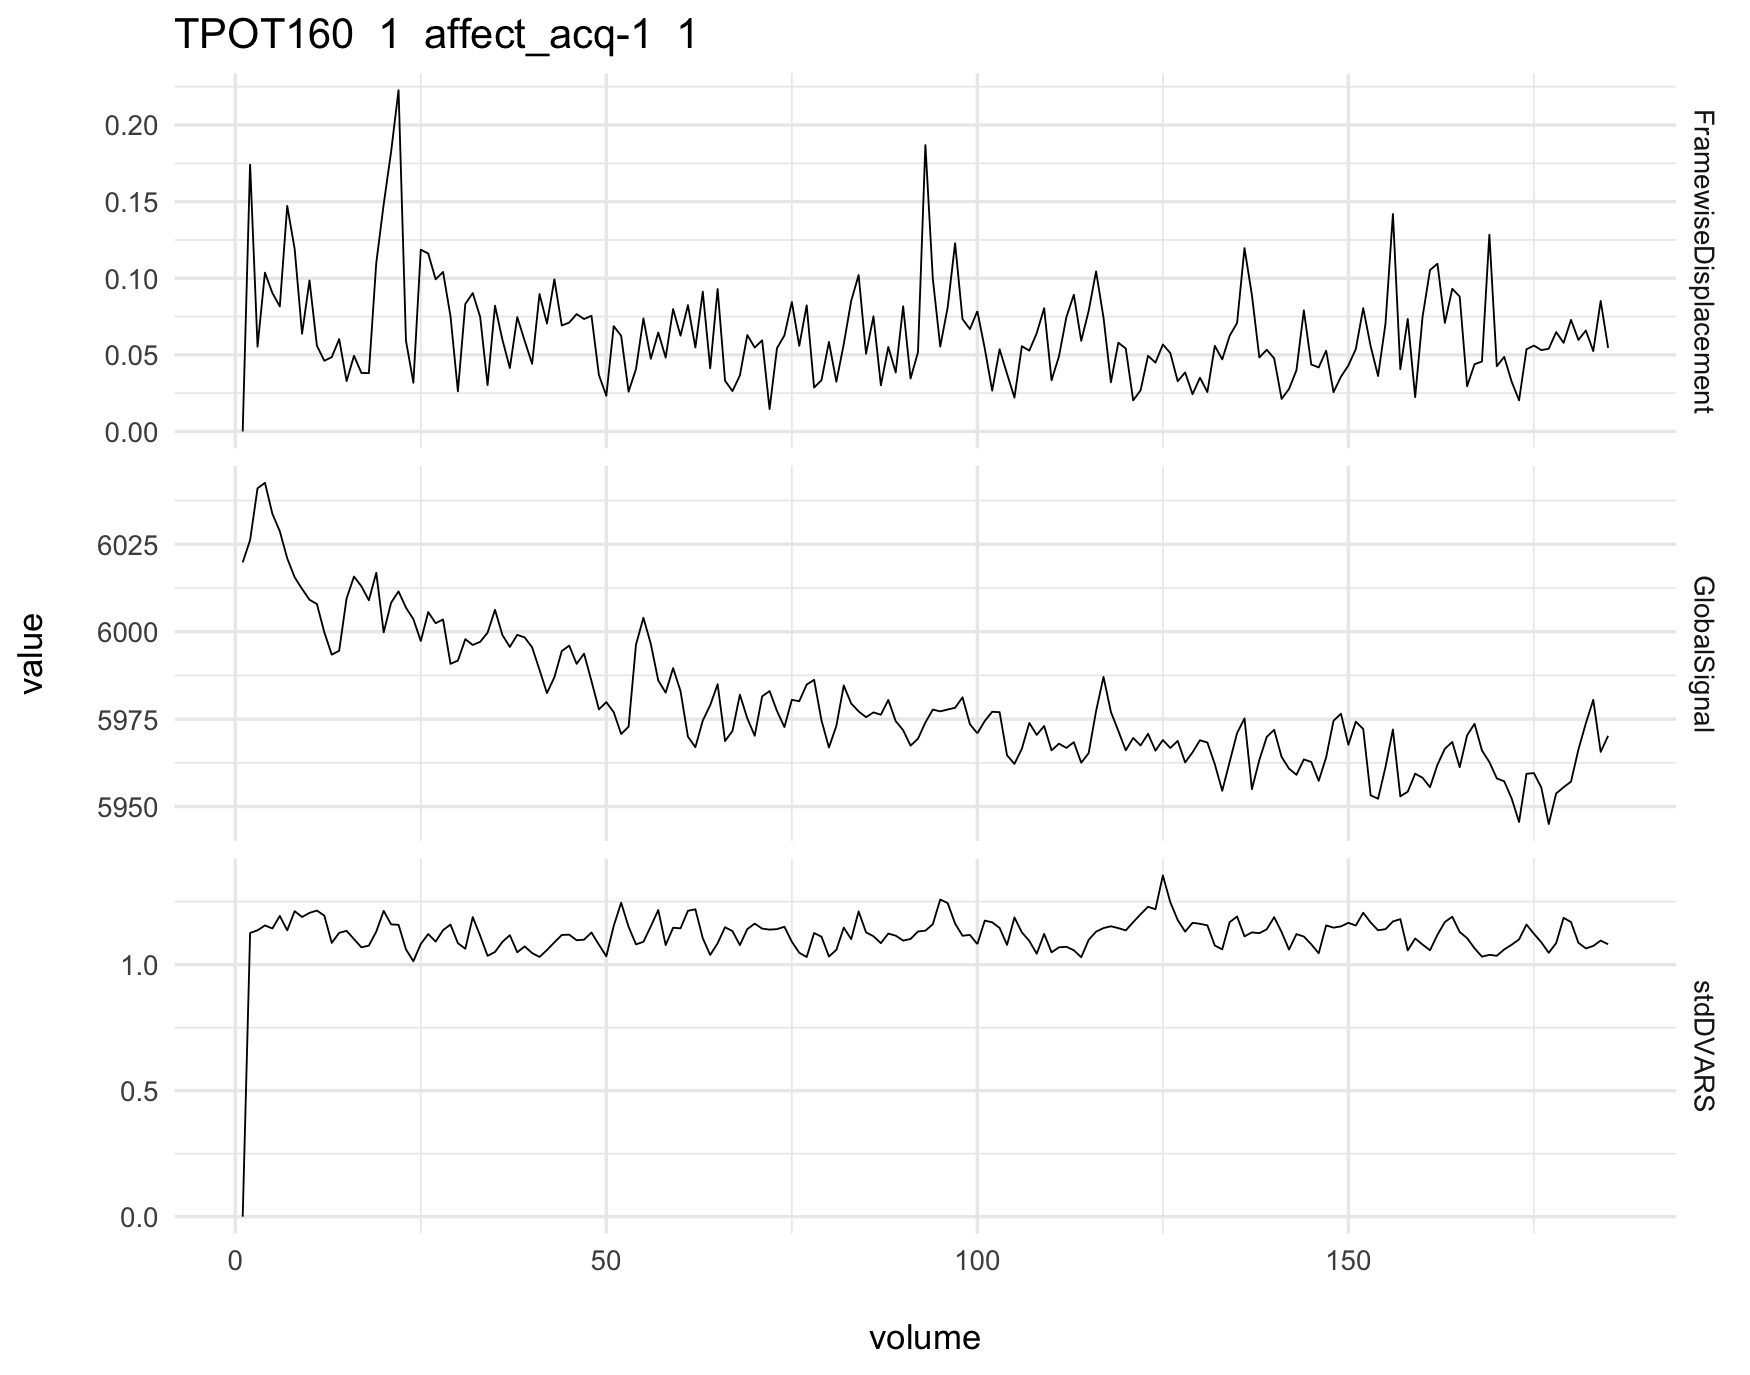 TPOT160 1 affect_acq-1 1
0.20
0.15
0.10
0.05
0.00
FramewiseDisplacement
6025
6000
5975
5950
GlobalSignal
value
1.0
0.5
0.0
stdDVARS
0 50 100 150
volume